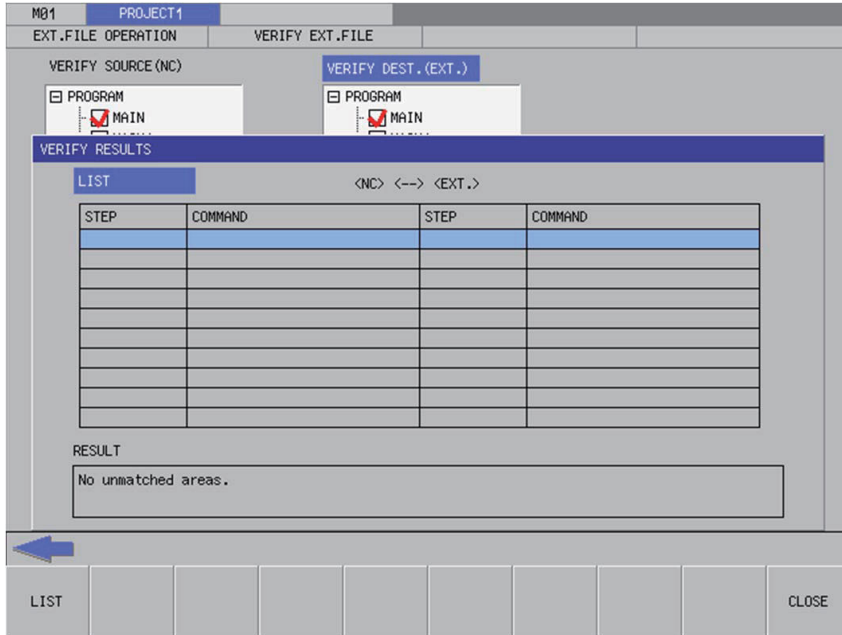 M01 PROJECT1
EXT.FILE OPERATION VERIFY EXT.FILE
VERIFY SOURCE(NC) VERIFY DEST.(EXT.)
PROGRAM PROGRAM
MAIN MAIN
VERIFY RESULTS
LIST <NC> <--> <EXT.>
STEP COMMAND STEP COMMAND
RESULT
No unmatched areas.
LIST CLOSE